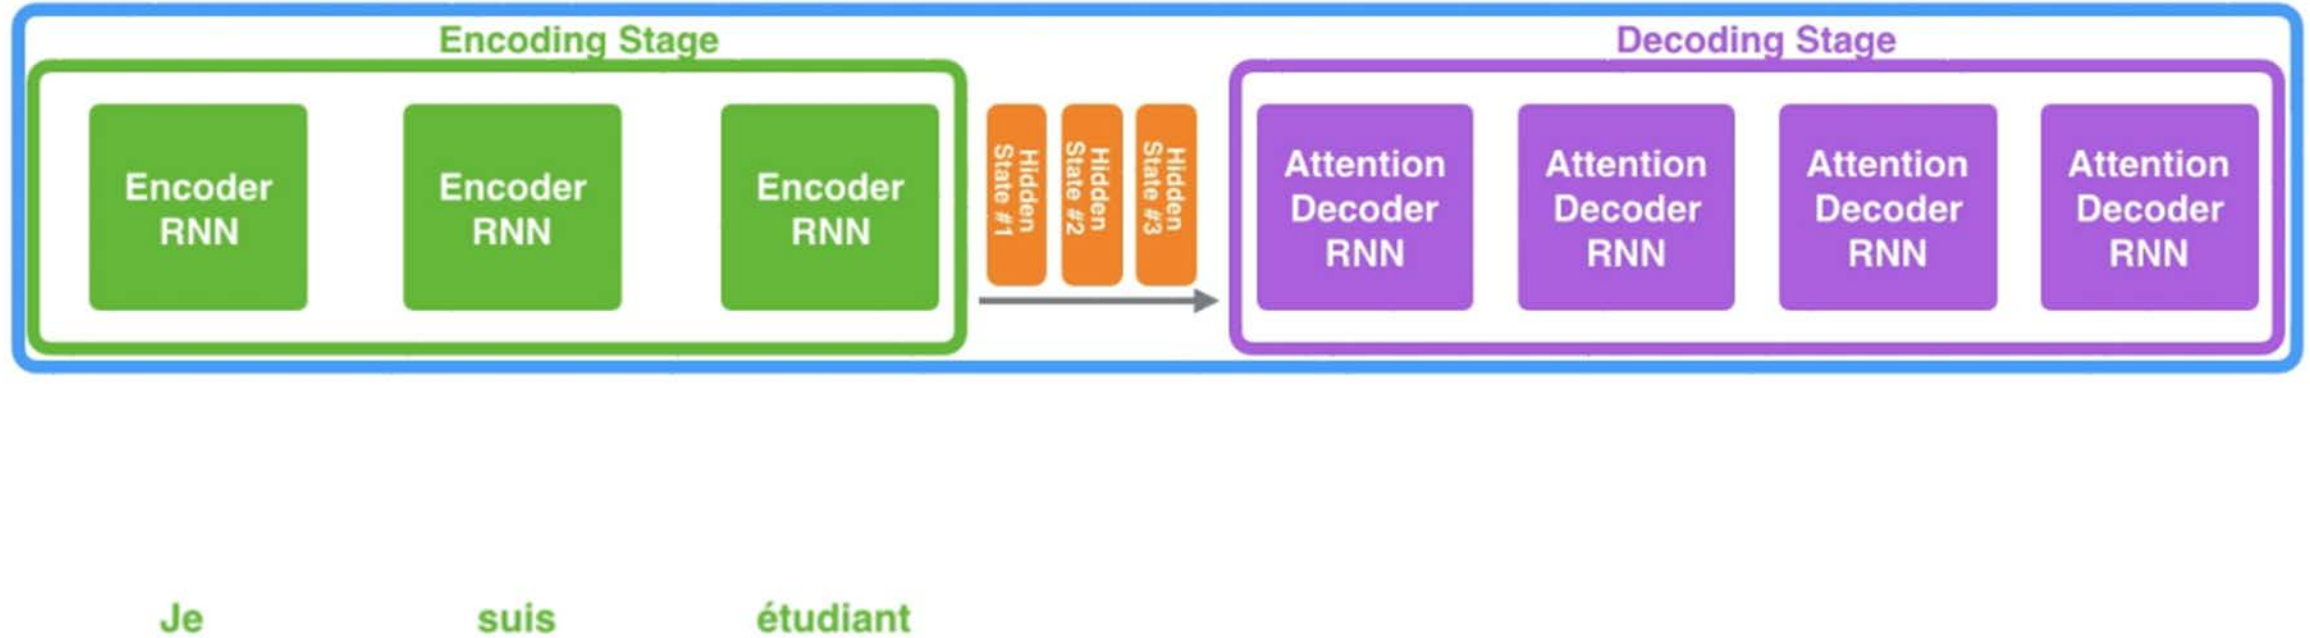 Encoding Stage
Decoding Stage
Encoder
RNN
Encoder
RNN
Encoder
RNN
Hidden
State #1
Hidden
State #2
Hidden
State #3
Attention
Decoder
RNN
Attention
Decoder
RNN
Attention
Decoder
RNN
Attention
Decoder
RNN
Je
suis
étudiant